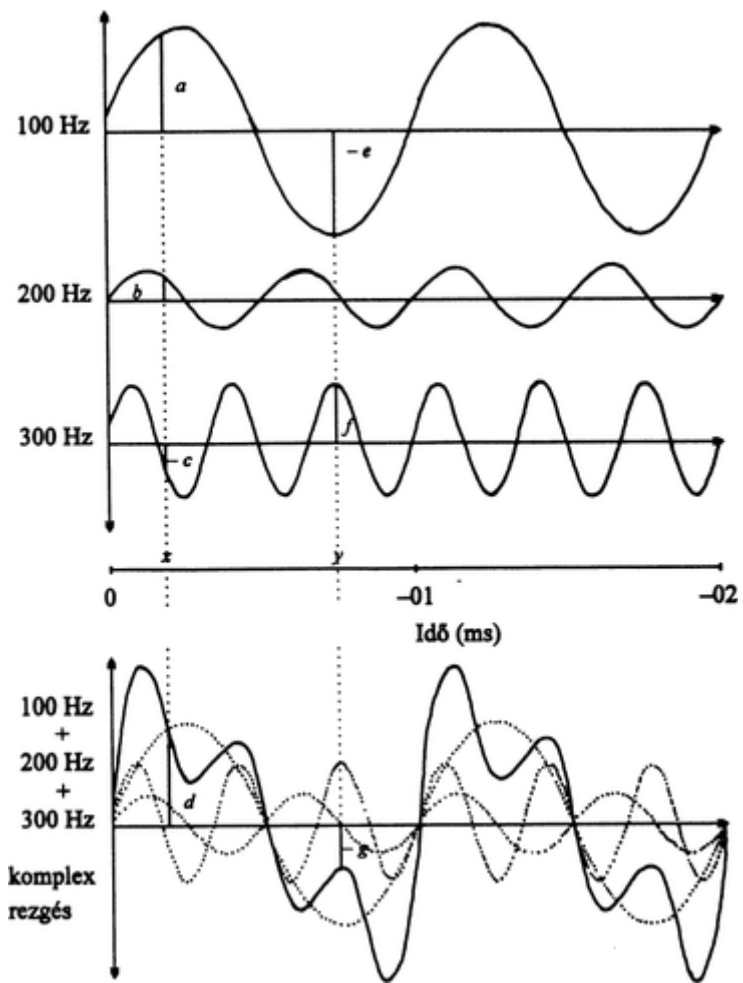 a
100 Hz
– e
b
200 Hz
300 Hz
f
– c
x
y
0
–01
–02
Idő (ms)
100 Hz
+
200 Hz
+
300 Hz
d
– g
komplex
rezgés